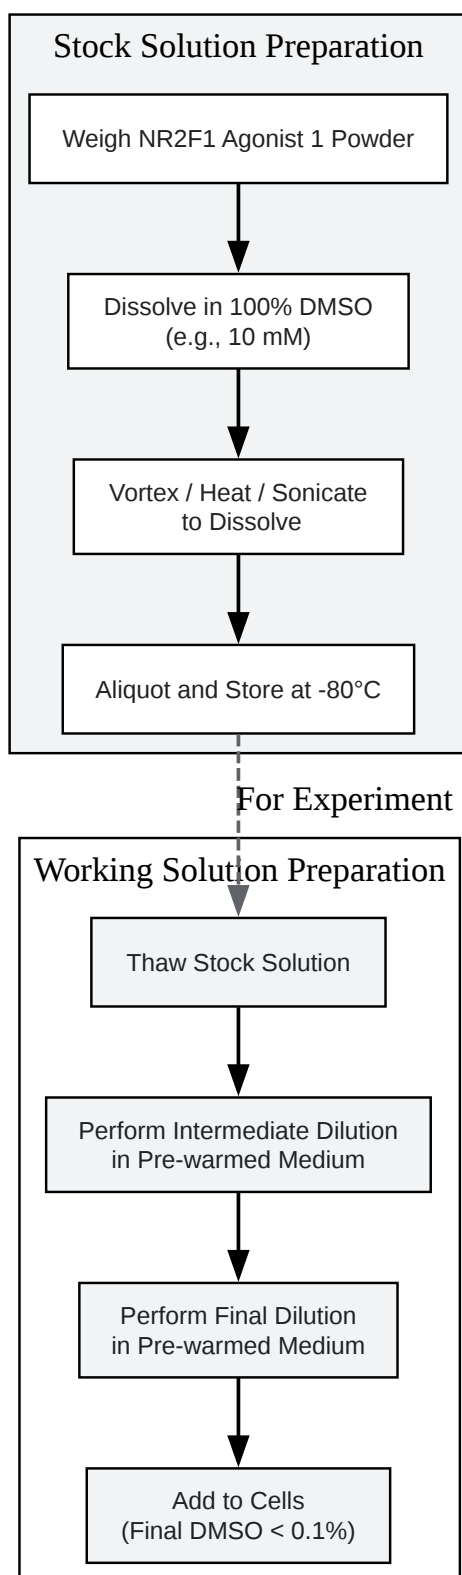 Stock Solution Preparation
Weigh NR2F1 Agonist 1 Powder
Dissolve in 100% DMSO
(e.g., 10 mM)
Vortex / Heat / Sonicate
to Dissolve
Aliquot and Store at -80°C
For Experiment
Working Solution Preparation
Thaw Stock Solution
Perform Intermediate Dilution
in Pre-warmed Medium
Perform Final Dilution
in Pre-warmed Medium
Add to Cells
(Final DMSO < 0.1%)